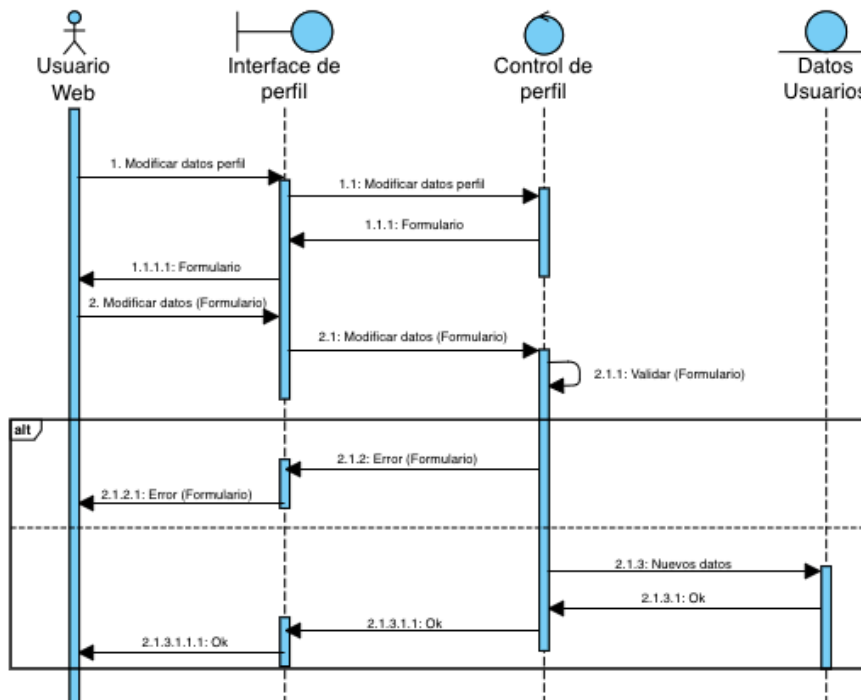 Usuario
Web
Interface de
perfil
Control de
perfil
Datos
Usuarios
1. Modificar datos perfil
1.1: Modificar datos perfil
1.1.1: Formulario
1.1.1.1: Formulario
2. Modificar datos (Formulario)
2.1: Modificar datos (Formulario)
2.1.1: Validar (Formulario)
alt
2.1.2: Error (Formulario)
2.1.2.1: Error (Formulario)
2.1.3: Nuevos datos
2.1.3.1: Ok
2.1.3.1.1: Ok
2.1.3.1.1.1: Ok